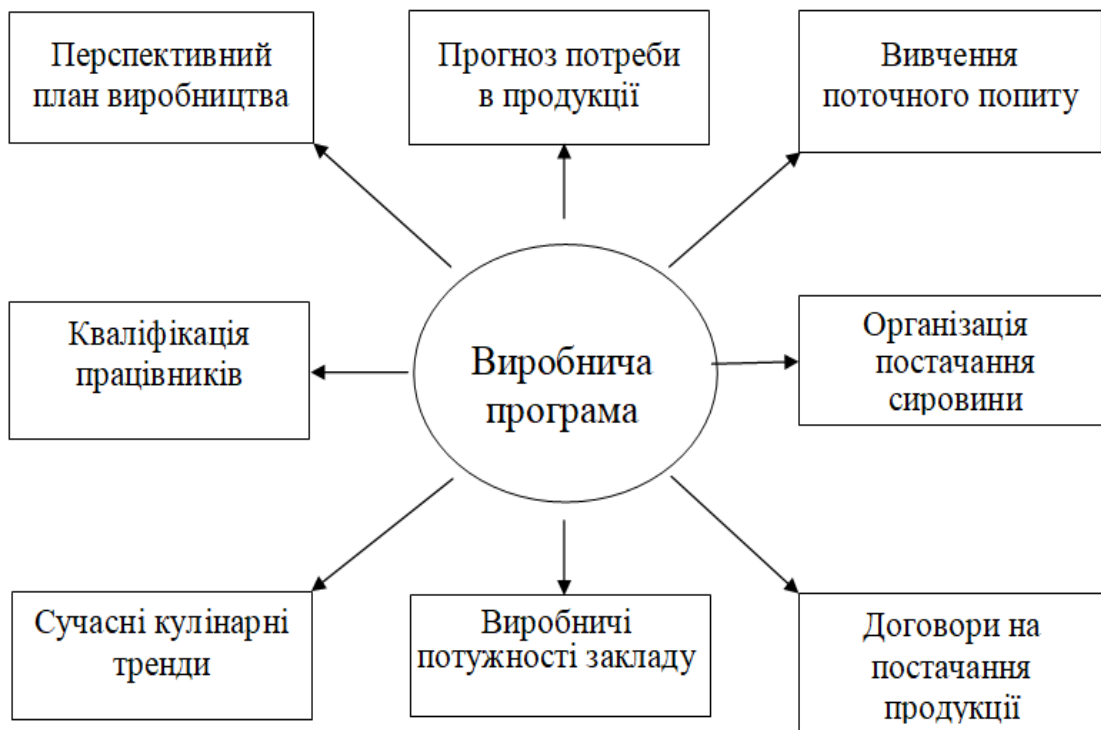 Перспективний
план виробництва
Прогноз потреби
в продукції
Вивчення
поточного попиту
Кваліфікація
працівників
Виробнича
програма
Організація
постачання
сировини
Сучасні кулінарні
тренди
Виробничі
потужності закладу
Договори на
постачання
продукції